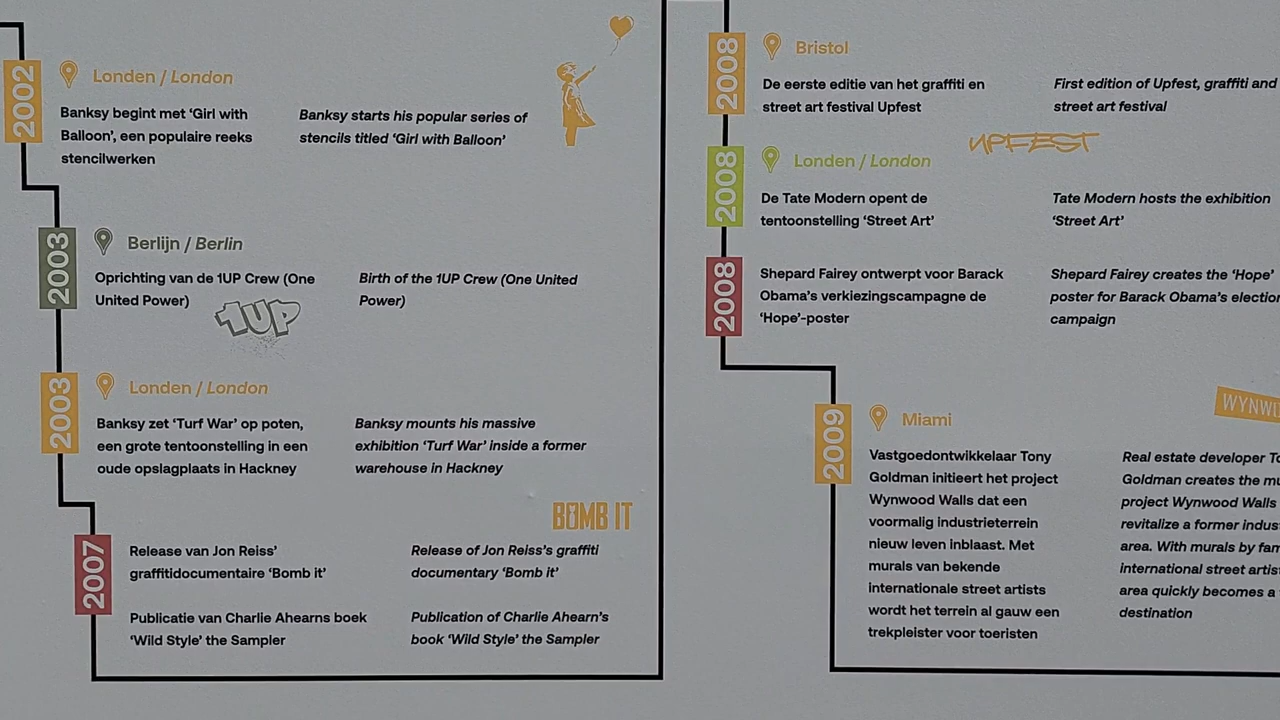 2002
Londen / London
Banksy begint met ‘Girl with
Balloon’, een populaire reeks
stencilwerken
Banksy starts his popular series of
stencils titled ‘Girl with Balloon’
2003
Berlijn / Berlin
Oprichting van de 1UP Crew (One
United Power)
Birth of the 1UP Crew (One United
Power)
1UP
2003
Londen / London
Banksy zet ‘Turf War’ op poten,
een grote tentoonstelling in een
oude opslagplaats in Hackney
Banksy mounts his massive
exhibition ‘Turf War’ inside a former
warehouse in Hackney
BOMB IT
2007
Release van Jon Reiss’
graffitidocumentaire ‘Bomb it’
Release of Jon Reiss’s graffiti
documentary ‘Bomb it’
Publicatie van Charlie Ahearns boek
‘Wild Style’ the Sampler
Publication of Charlie Ahearn’s
book ‘Wild Style’ the Sampler
2008
Bristol
De eerste editie van het graffiti en
street art festival Upfest
First edition of Upfest, graffiti and
street art festival
UPFEST
2008
Londen / London
De Tate Modern opent de
tentoonstelling ‘Street Art’
Tate Modern hosts the exhibition
‘Street Art’
2008
Shepard Fairey ontwerpt voor Barack
Obama’s verkiezingscampagne de
‘Hope’-poster
Shepard Fairey creates the ‘Hope’
poster for Barack Obama’s election
campaign
2009
Miami
Vastgoedontwikkelaar Tony
Goldman initieert het project
Wynwood Walls dat een
voormalig industrieterrein
nieuw leven inblaast. Met
murals van bekende
internationale street artists
wordt het terrein al gauw een
trekpleister voor toeristen
Real estate developer
Goldman creates the
project Wynwood Walls
revitalize a former
area. With murals by
international street
area quickly becomes a
destination